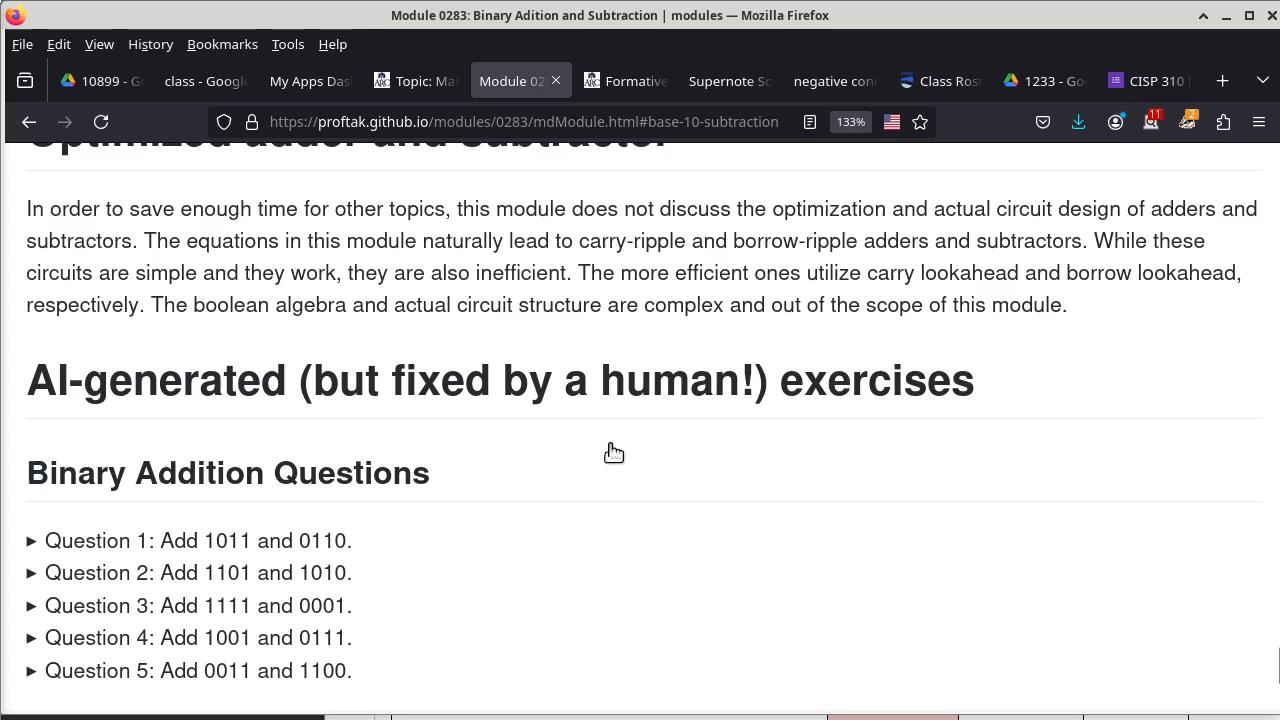 Module 0283: Binary Adition and Subtraction | modules — Mozilla Firefox
File Edit View History Bookmarks Tools Help
10899 - G class - Google My Apps Das Topic: Ma Module 02 Formative Supernote Sc negative con Class Ros 1233 - Go CISP 310
https://proftak.github.io/modules/0283/mdModule.html#base-10-subtraction 133% 11 2
Optimized adder and subtractor
In order to save enough time for other topics, this module does not discuss the optimization and actual circuit design of adders and
subtractors. The equations in this module naturally lead to carry-ripple and borrow-ripple adders and subtractors. While these
circuits are simple and they work, they are also inefficient. The more efficient ones utilize carry lookahead and borrow lookahead,
respectively. The boolean algebra and actual circuit structure are complex and out of the scope of this module.
AI-generated (but fixed by a human!) exercises
Binary Addition Questions
▸ Question 1: Add 1011 and 0110.
▸ Question 2: Add 1101 and 1010.
▸ Question 3: Add 1111 and 0001.
▸ Question 4: Add 1001 and 0111.
▸ Question 5: Add 0011 and 1100.